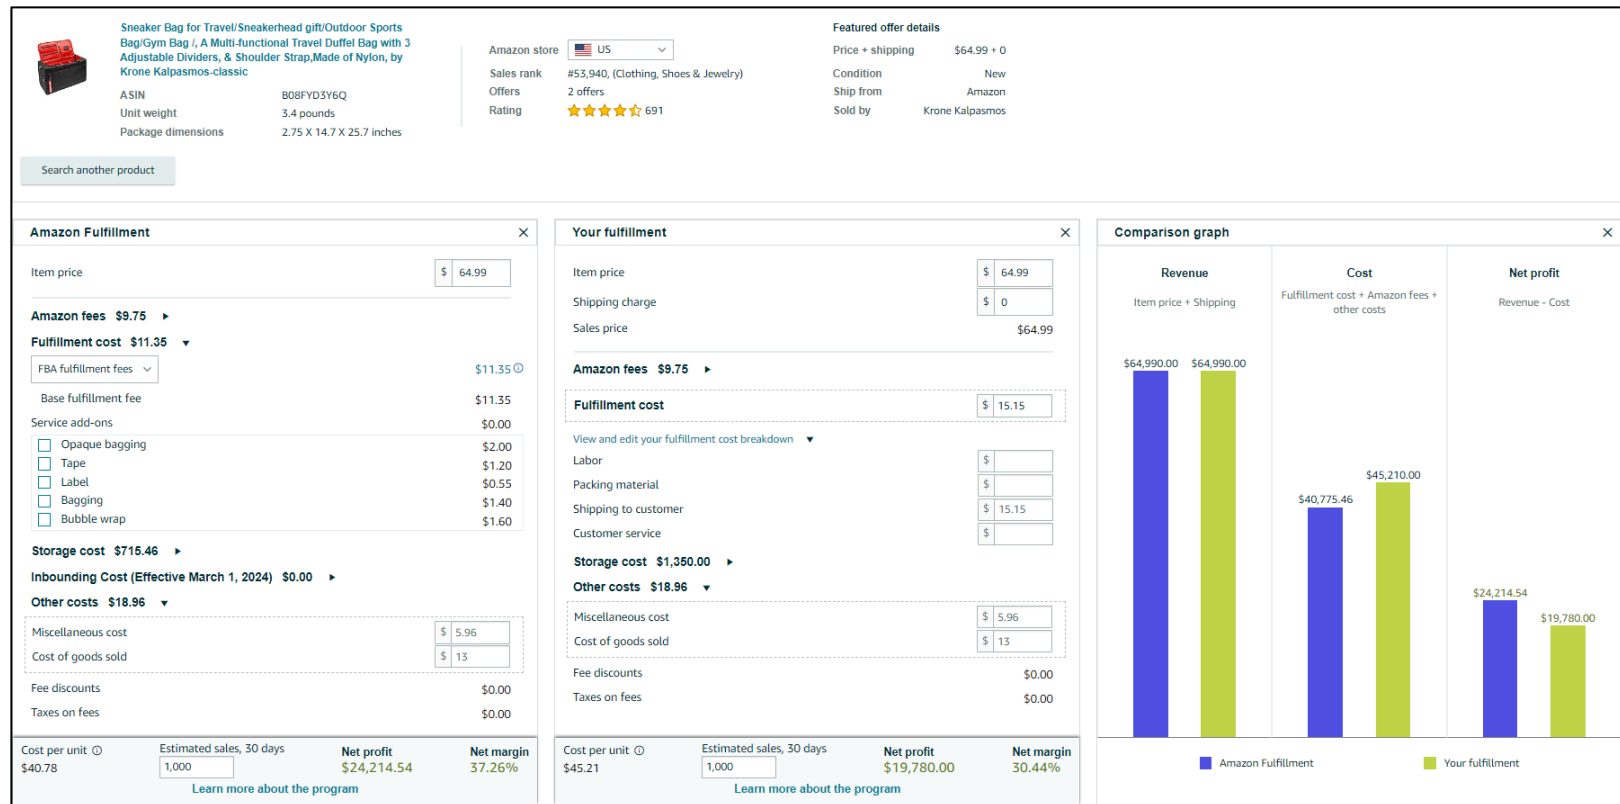 Sneaker Bag for Travel/Sneakerhead gift/Outdoor Sports
Bag/Gym Bag /, A Multi-functional Travel Duffel Bag with 3
Adjustable Dividers, & Shoulder Strap,Made of Nylon, by
Krone Kalpasmos-classic
ASIN B08FYD3Y6Q
Unit weight 3.4 pounds
Package dimensions 2.75 X 14.7 X 25.7 inches
Amazon store US
Sales rank #53,940, (Clothing, Shoes & Jewelry)
Offers 2 offers
Rating 691
Featured offer details
Price + shipping $64.99 + 0
Condition New
Ship from Amazon
Sold by Krone Kalpasmos
Search another product
Amazon Fulfillment
Item price $ 64.99
Amazon fees $9.75
Fulfillment cost $11.35
FBA fulfillment fees $11.35
Base fulfillment fee $11.35
Service add-ons $0.00
Opaque bagging $2.00
Tape $1.20
Label $0.55
Bagging $1.40
Bubble wrap $1.60
Storage cost $715.46
Inbounding Cost (Effective March 1, 2024) $0.00
Other costs $18.96
Miscellaneous cost $ 5.96
Cost of goods sold $ 13
Fee discounts $0.00
Taxes on fees $0.00
Cost per unit Estimated sales, 30 days Net profit Net margin
$40.78 1,000 $24,214.54 37.26%
Learn more about the program
Your fulfillment
Item price $ 64.99
Shipping charge $ 0
Sales price $64.99
Amazon fees $9.75
Fulfillment cost $ 15.15
View and edit your fulfillment cost breakdown
Labor $
Packing material $
Shipping to customer $ 15.15
Customer service $
Storage cost $1,350.00
Other costs $18.96
Miscellaneous cost $ 5.96
Cost of goods sold $ 13
Fee discounts $0.00
Taxes on fees $0.00
Cost per unit Estimated sales, 30 days Net profit Net margin
$45.21 1,000 $19,780.00 30.44%
Learn more about the program
Comparison graph
Revenue Cost Net profit
Item price + Shipping Fulfillment cost + Amazon fees + Revenue - Cost
other costs
$64,990.00 $64,990.00
$45,210.00
$40,775.46
$24,214.54
$19,780.00
Amazon Fulfillment Your fulfillment